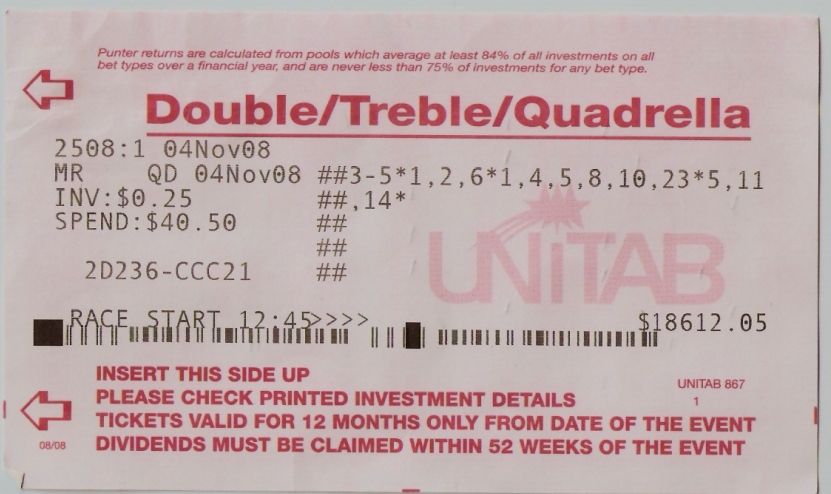 Punter returns are calculated from pools which average at least 84% of all investments on all
bet types over a financial year, and are never less than 75% of investments for any bet type.
Double/Treble/Quadrella
2508:1 04Nov08
MR QD 04Nov08 ##3-5*1,2,6*1,4,5,8,10,23*5,11
INV:$0.25 ##,14*
SPEND:$40.50 ##
##
2D236-CCC21 ##
UNiTAB
RACE START 12:45>>>> $18612.05
INSERT THIS SIDE UP
PLEASE CHECK PRINTED INVESTMENT DETAILS
TICKETS VALID FOR 12 MONTHS ONLY FROM DATE OF THE EVENT
DIVIDENDS MUST BE CLAIMED WITHIN 52 WEEKS OF THE EVENT
UNITAB 867
1
08/08